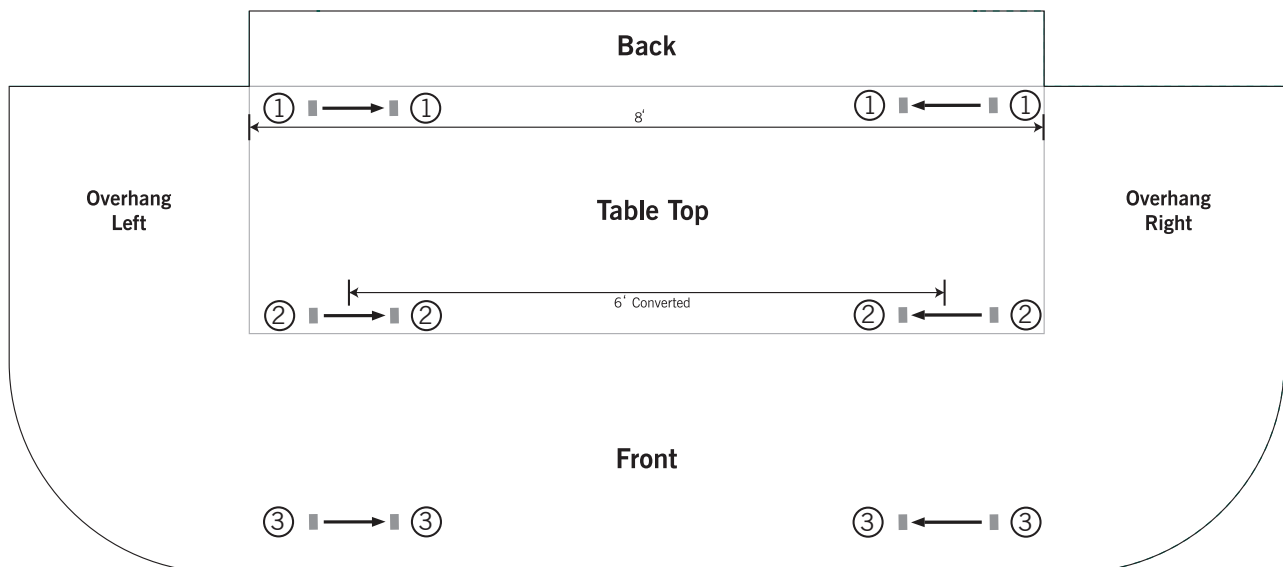 Back
① ① ① ①
8'
Overhang
Left
Table Top
Overhang
Right
6' Converted
② ② ② ②
Front
③ ③ ③ ③